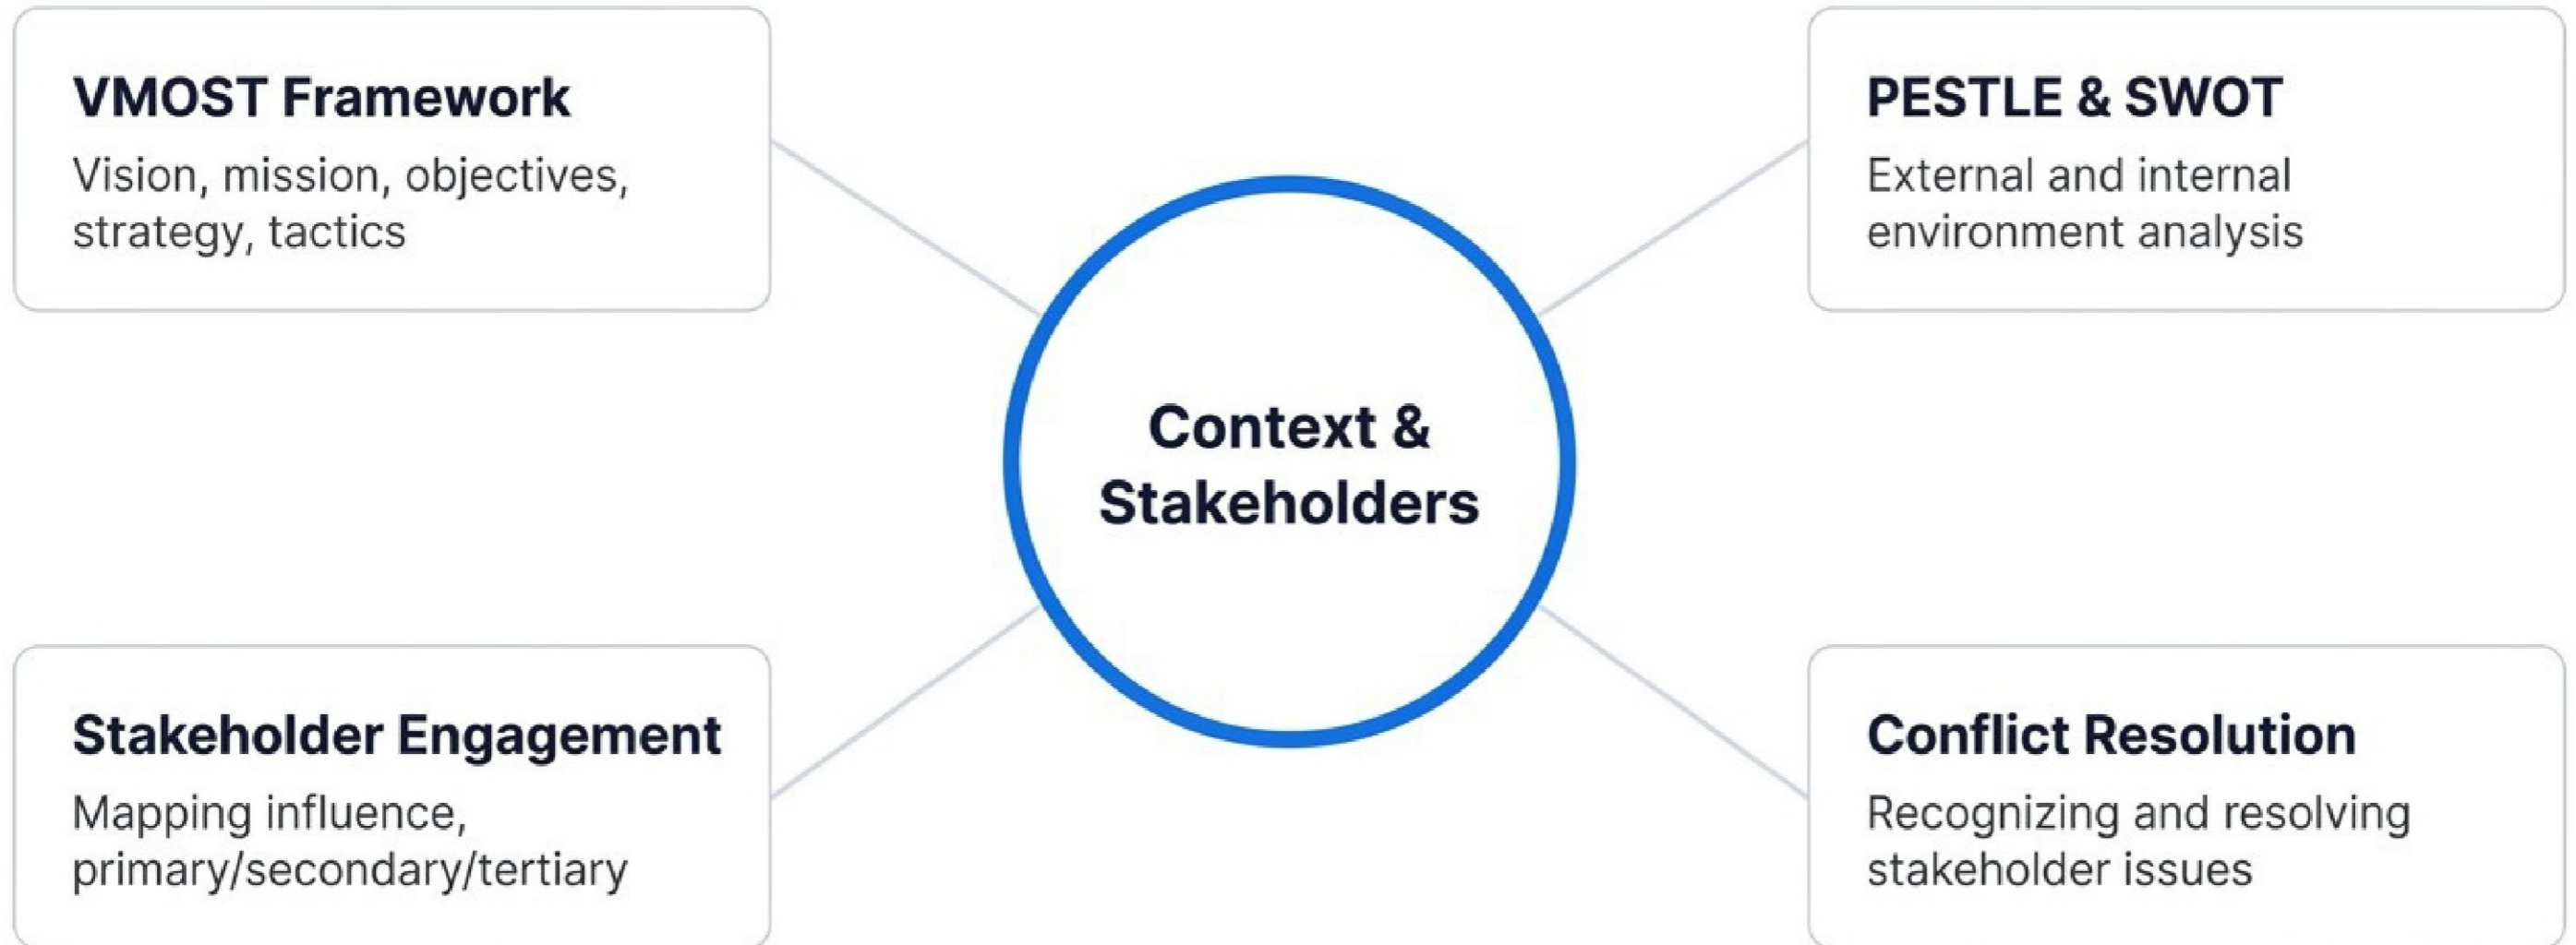 VMOST Framework
Vision, mission, objectives,
strategy, tactics
PESTLE & SWOT
External and internal
environment analysis
Context &
Stakeholders
Stakeholder Engagement
Mapping influence,
primary/secondary/tertiary
Conflict Resolution
Recognizing and resolving
stakeholder issues